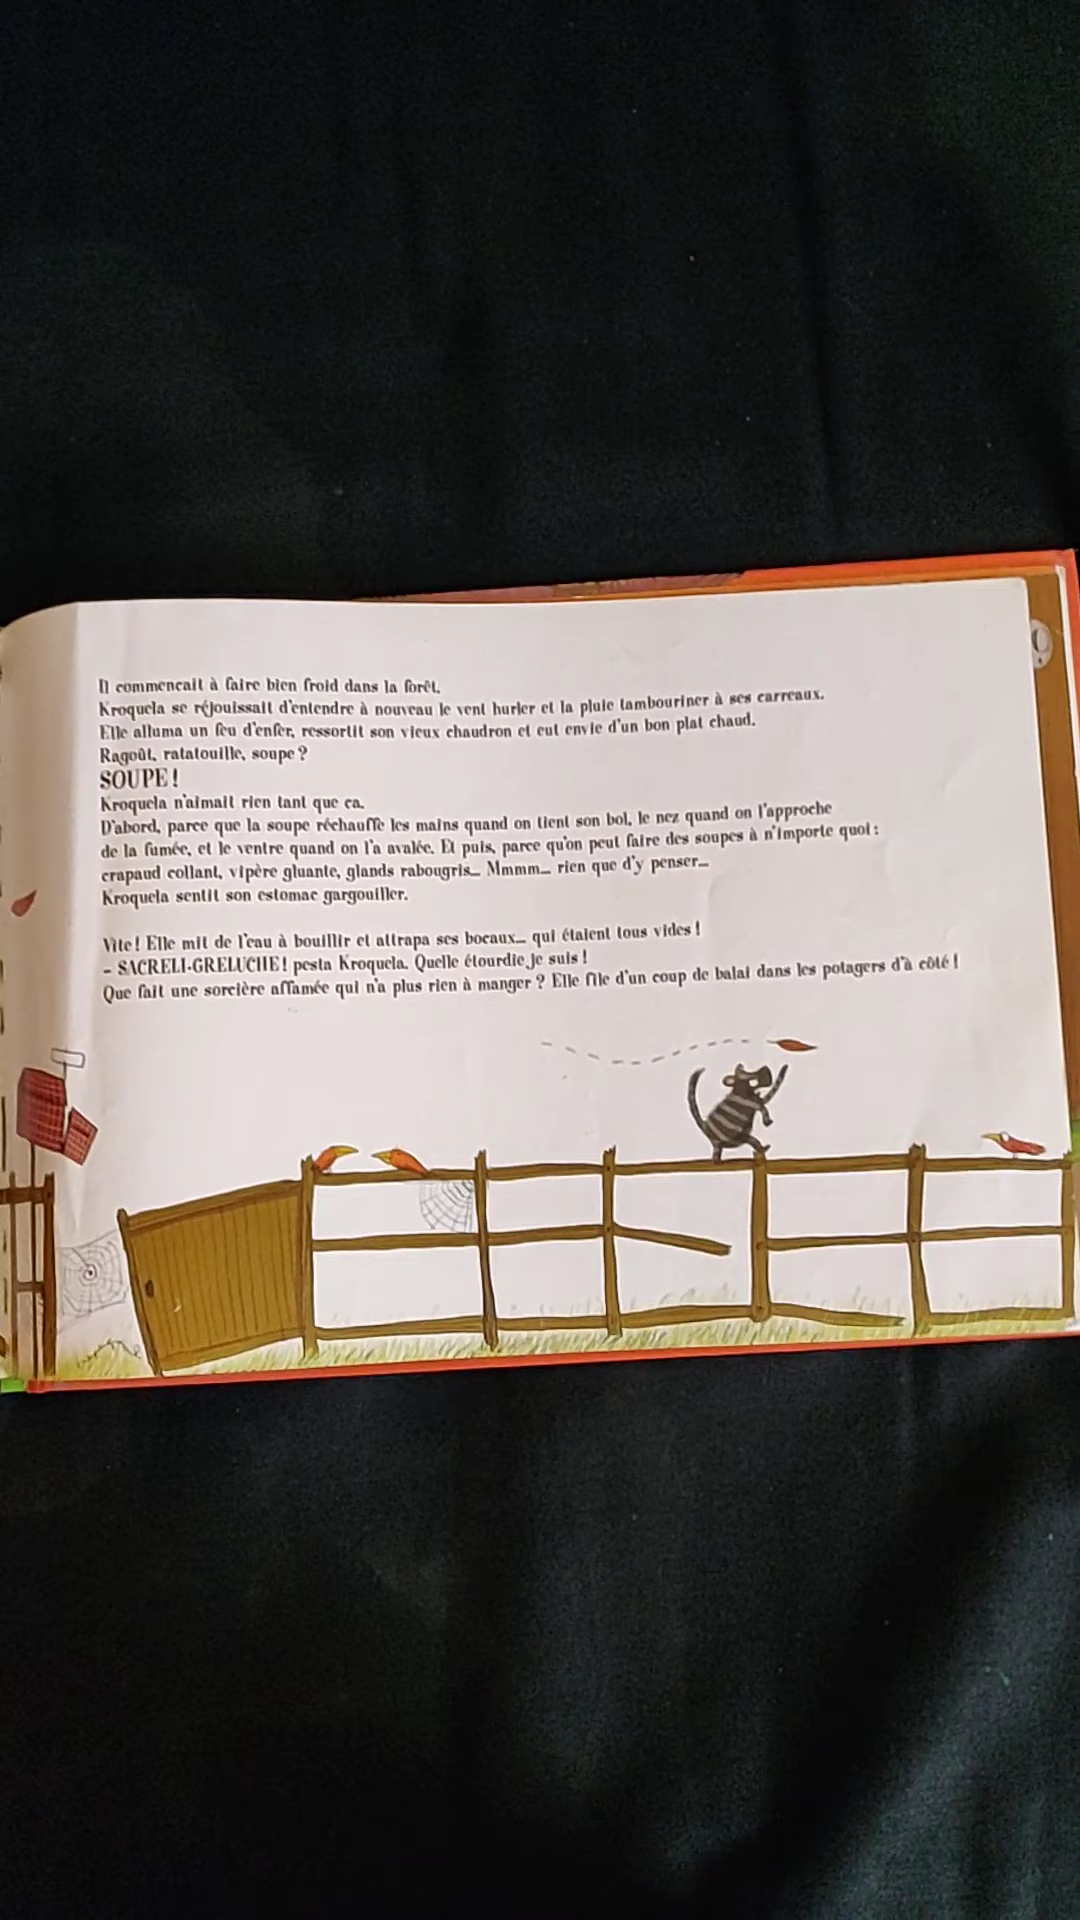 Il commençait à faire bien froid dans la forêt.
Kroquela se réjouissait d'entendre à nouveau le vent hurler et la pluie tambouriner à ses carreaux.
Elle alluma un feu d'enfer, ressortit son vieux chaudron et eut envie d'un bon plat chaud.
Ragoût, ratatouille, soupe ?
SOUPE !
Kroquela n'aimait rien tant que ça.
D'abord, parce que la soupe réchauffe les mains quand on tient son bol, le nez quand on l'approche
de la fumée, et le ventre quand on l'a avalée. Et puis, parce qu'on peut faire des soupes à n'importe quoi :
crapaud collant, vipère gluante, glands rabougris... Mmmm... rien que d'y penser...
Kroquela sentit son estomac gargouiller.
Vite ! Elle mit de l'eau à bouillir et attrapa ses bocaux... qui étaient tous vides !
– SACRELI-GRELUCHE ! pesta Kroquela. Quelle étourdie je suis !
Que fait une sorcière affamée qui n'a plus rien à manger ? Elle file d'un coup de balai dans les potagers d'à côté !